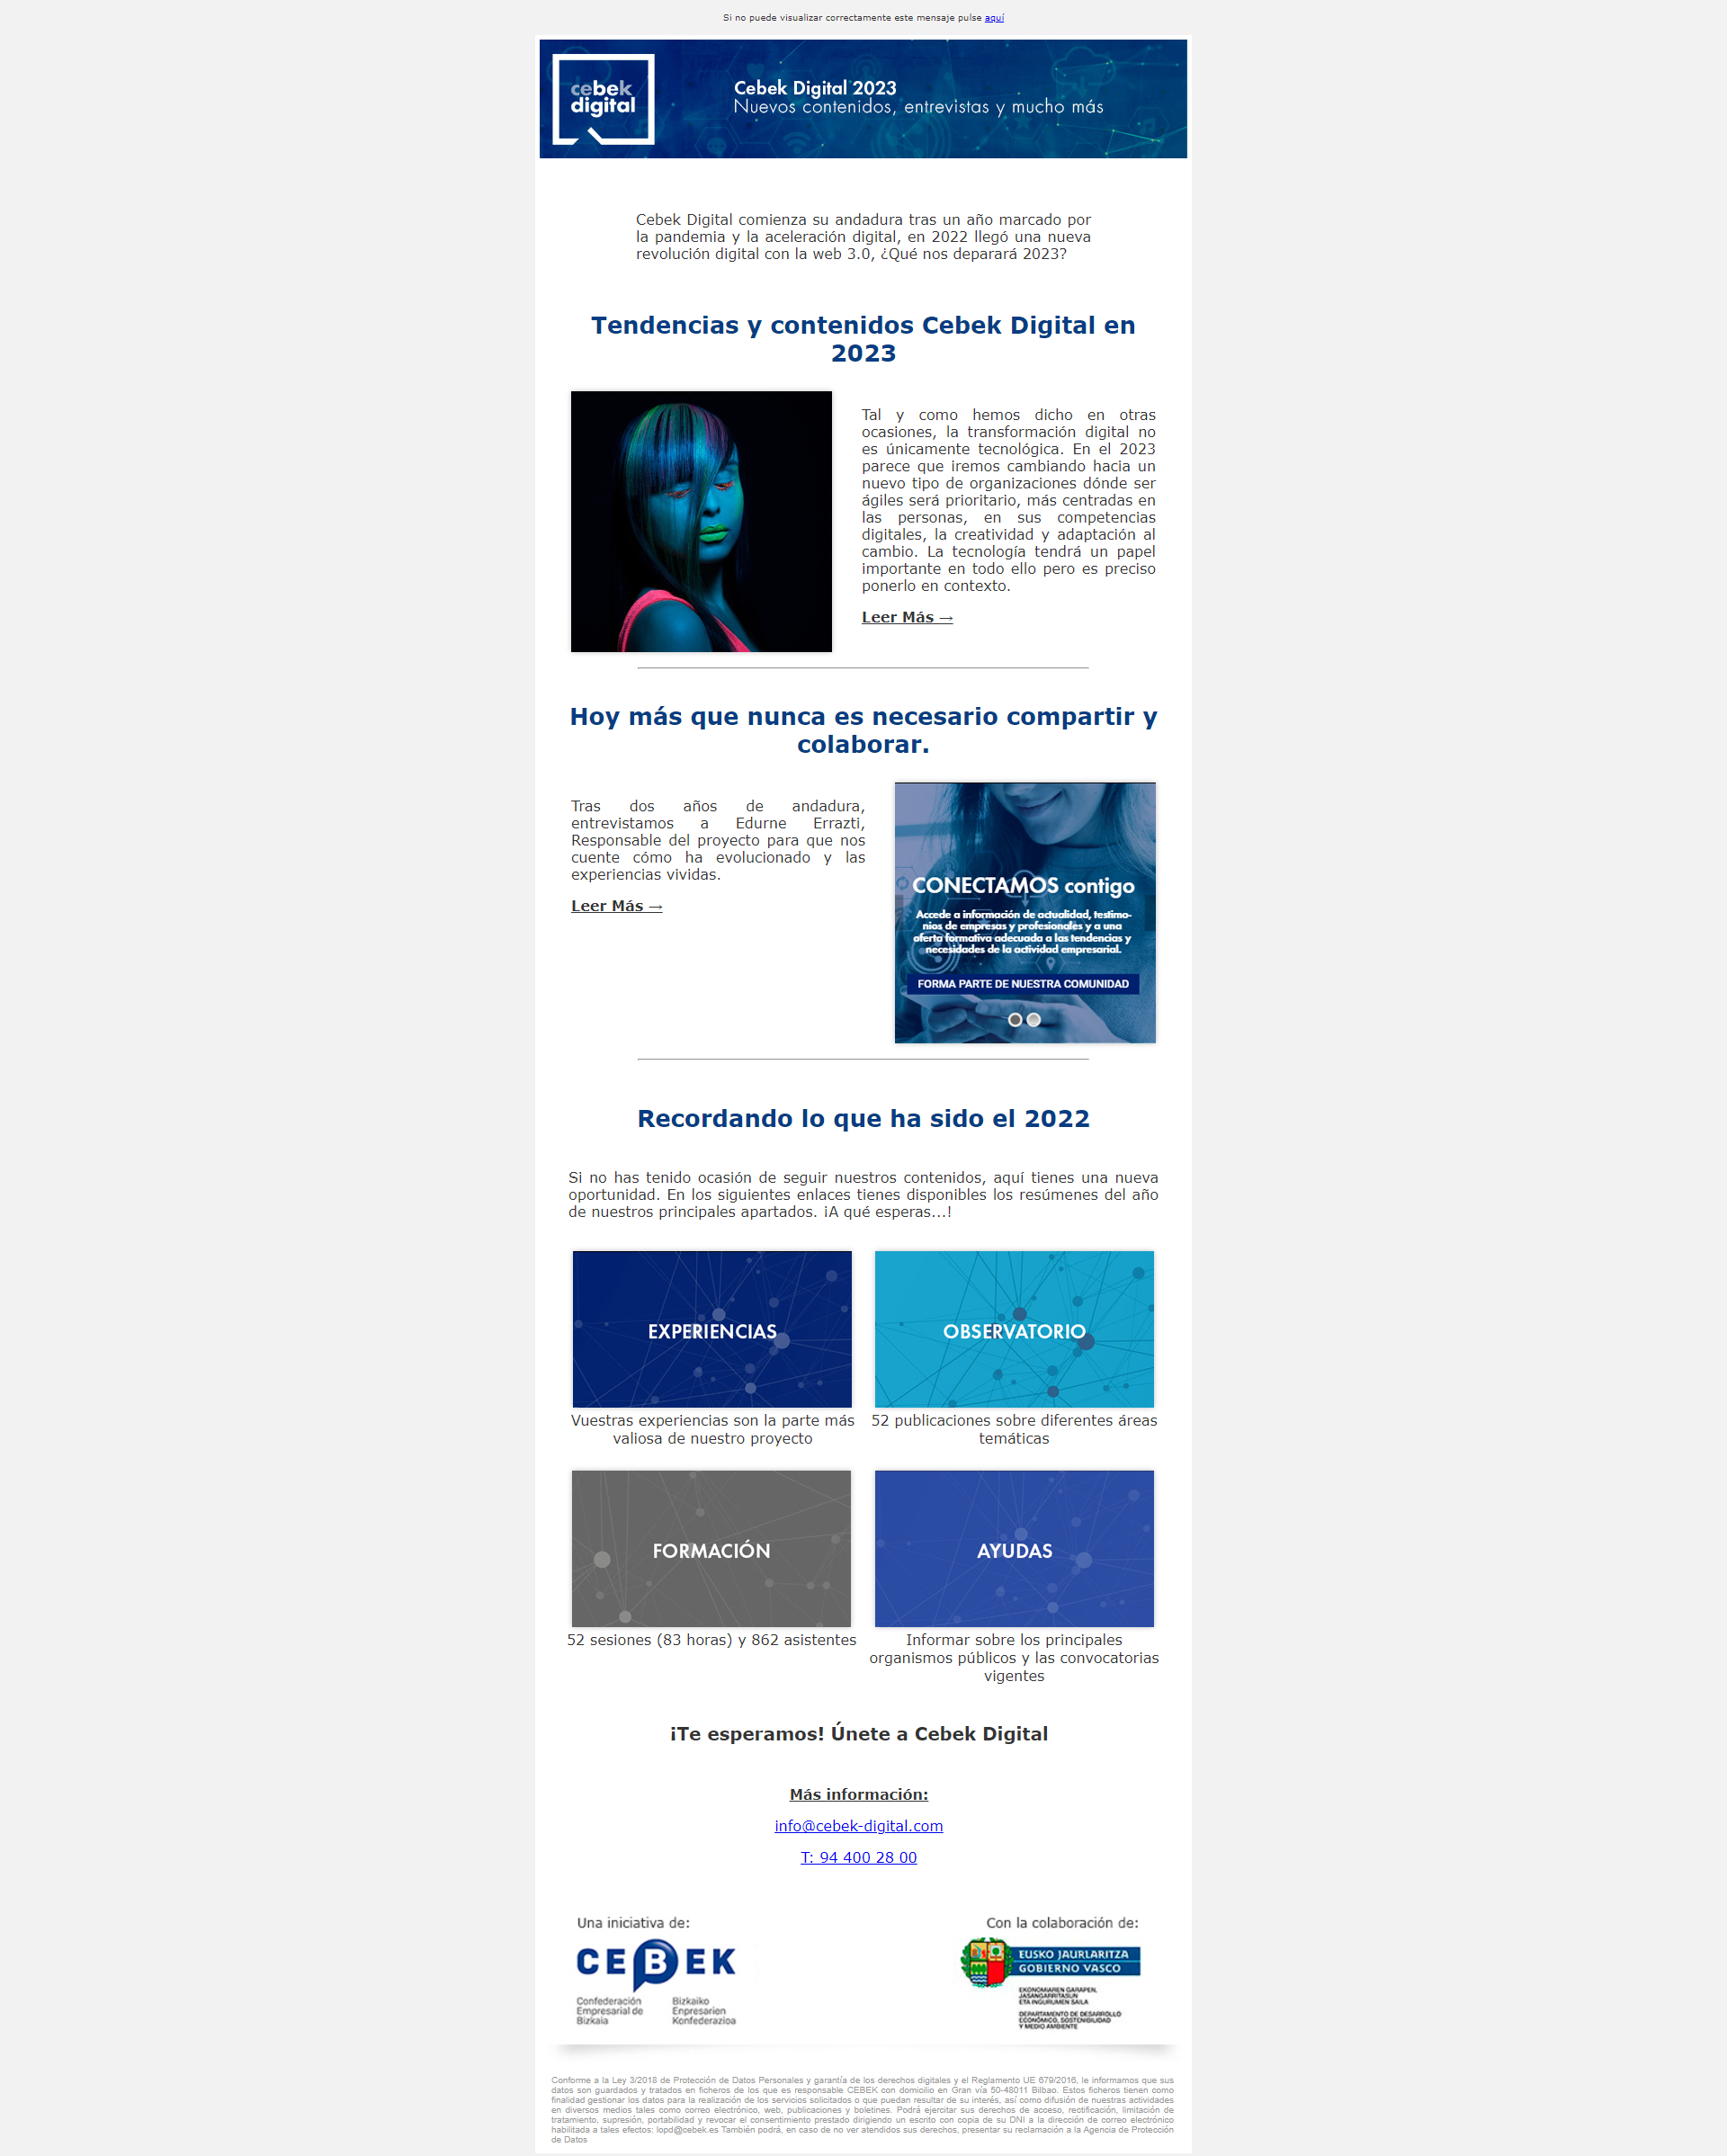 Si no puede visualizar correctamente este mensaje pulse aquí
cebek
digital
Cebek Digital 2023
Nuevos contenidos, entrevistas y mucho más
Cebek Digital comienza su andadura tras un año marcado por
la pandemia y la aceleración digital, en 2022 llegó una nueva
revolución digital con la web 3.0, ¿Qué nos deparará 2023?
Tendencias y contenidos Cebek Digital en
2023
Tal y como hemos dicho en otras
ocasiones, la transformación digital no
es únicamente tecnológica. En el 2023
parece que iremos cambiando hacia un
nuevo tipo de organizaciones dónde ser
ágiles será prioritario, más centradas en
las personas, en sus competencias
digitales, la creatividad y adaptación al
cambio. La tecnología tendrá un papel
importante en todo ello pero es preciso
ponerlo en contexto.
Leer Más →
Hoy más que nunca es necesario compartir y
colaborar.
Tras dos años de andadura,
entrevistamos a Edurne Errazti,
Responsable del proyecto para que nos
cuente cómo ha evolucionado y las
experiencias vividas.
Leer Más →
CONECTAMOS contigo
Accede a información de actualidad, testimo-
nios de empresas y profesionales y a una
oferta formativa adecuada a las tendencias y
necesidades de la actividad empresarial.
FORMA PARTE DE NUESTRA COMUNIDAD
Recordando lo que ha sido el 2022
Si no has tenido ocasión de seguir nuestros contenidos, aquí tienes una nueva
oportunidad. En los siguientes enlaces tienes disponibles los resúmenes del año
de nuestros principales apartados. ¡A qué esperas...!
EXPERIENCIAS
Vuestras experiencias son la parte más
valiosa de nuestro proyecto
OBSERVATORIO
52 publicaciones sobre diferentes áreas
temáticas
FORMACIÓN
52 sesiones (83 horas) y 862 asistentes
AYUDAS
Informar sobre los principales
organismos públicos y las convocatorias
vigentes
¡Te esperamos! Únete a Cebek Digital
Más información:
info@cebek-digital.com
T: 94 400 28 00
Una iniciativa de:
CEBEK
Confederación
Empresarial de
Bizkaia
Bizkaiko
Enpresarien
Konfederazioa
Con la colaboración de:
EUSKO JAURLARITZA
GOBIERNO VASCO
EKONOMIAREN GARAPEN,
JASANGARRITASUN
ETA INGURUMEN SAILA
DEPARTAMENTO DE DESARROLLO
ECONÓMICO, SOSTENIBILIDAD
Y MEDIO AMBIENTE
Conforme a la Ley 3/2018 de Protección de Datos Personales y garantía de los derechos digitales y el Reglamento UE 679/2016, le informamos que sus
datos son guardados y tratados en ficheros de los que es responsable CEBEK con domicilio en Gran vía 50-48011 Bilbao. Estos ficheros tienen como
finalidad gestionar los datos para la realización de los servicios solicitados o que puedan resultar de su interés, así como difusión de nuestras actividades
en diversos medios tales como correo electrónico, web, publicaciones y boletines. Podrá ejercitar sus derechos de acceso, rectificación, limitación de
tratamiento, supresión, portabilidad y revocar el consentimiento prestado dirigiendo un escrito con copia de su DNI a la dirección de correo electrónico
habilitada a tales efectos: lopd@cebek.es También podrá, en caso de no ver atendidos sus derechos, presentar su reclamación a la Agencia de Protección
de Datos